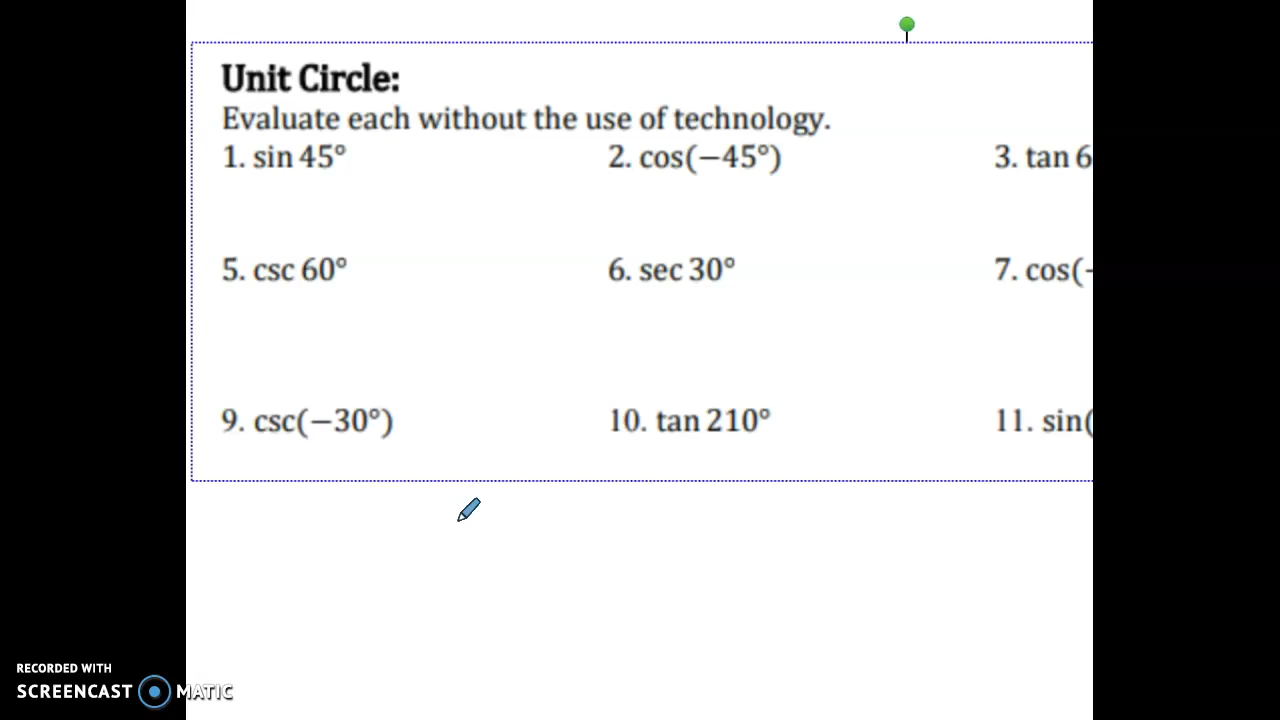 Unit Circle:
Evaluate each without the use of technology.
1. sin 45° 2. cos(−45°) 3. tan 6
5. csc 60° 6. sec 30° 7. cos(-
9. csc(−30°) 10. tan 210° 11. sin(
RECORDED WITH
SCREENCAST MATIC